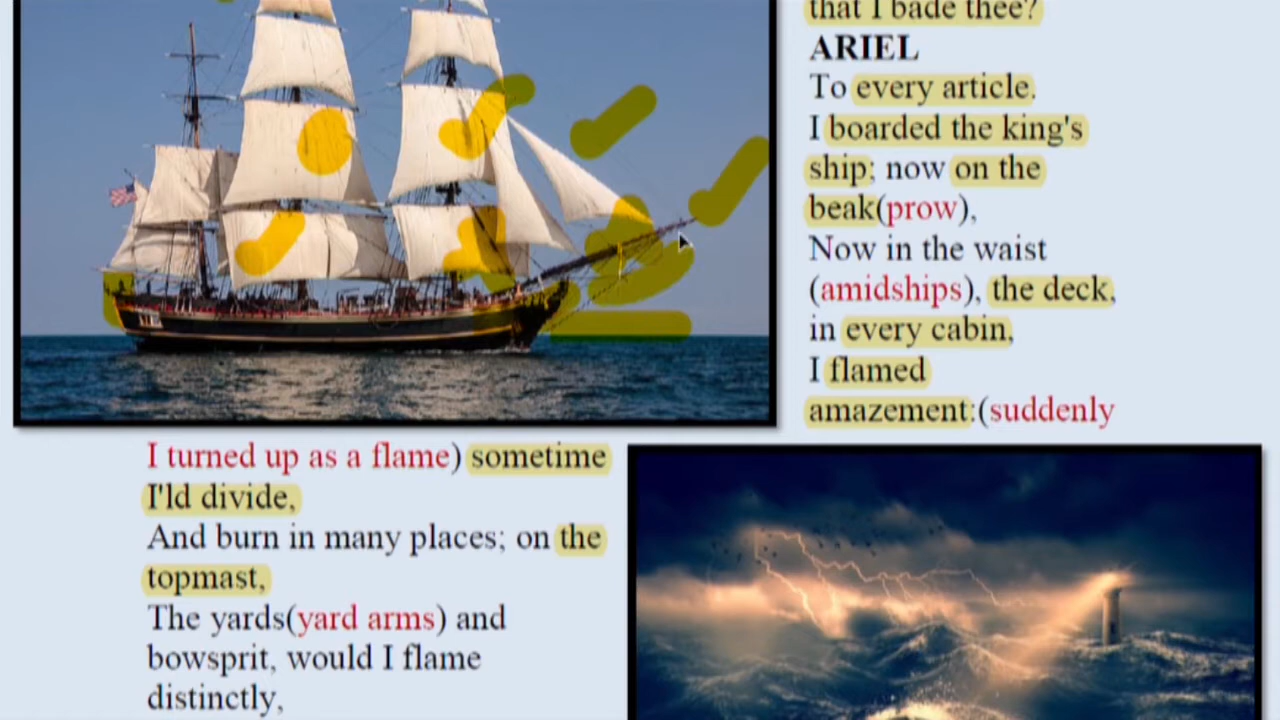 that I bade thee?
ARIEL
To every article.
I boarded the king's
ship; now on the
beak(prow),
Now in the waist
(amidships), the deck,
in every cabin,
I flamed
amazement:(suddenly
I turned up as a flame) sometime
I'ld divide,
And burn in many places; on the
topmast,
The yards(yard arms) and
bowsprit, would I flame
distinctly,